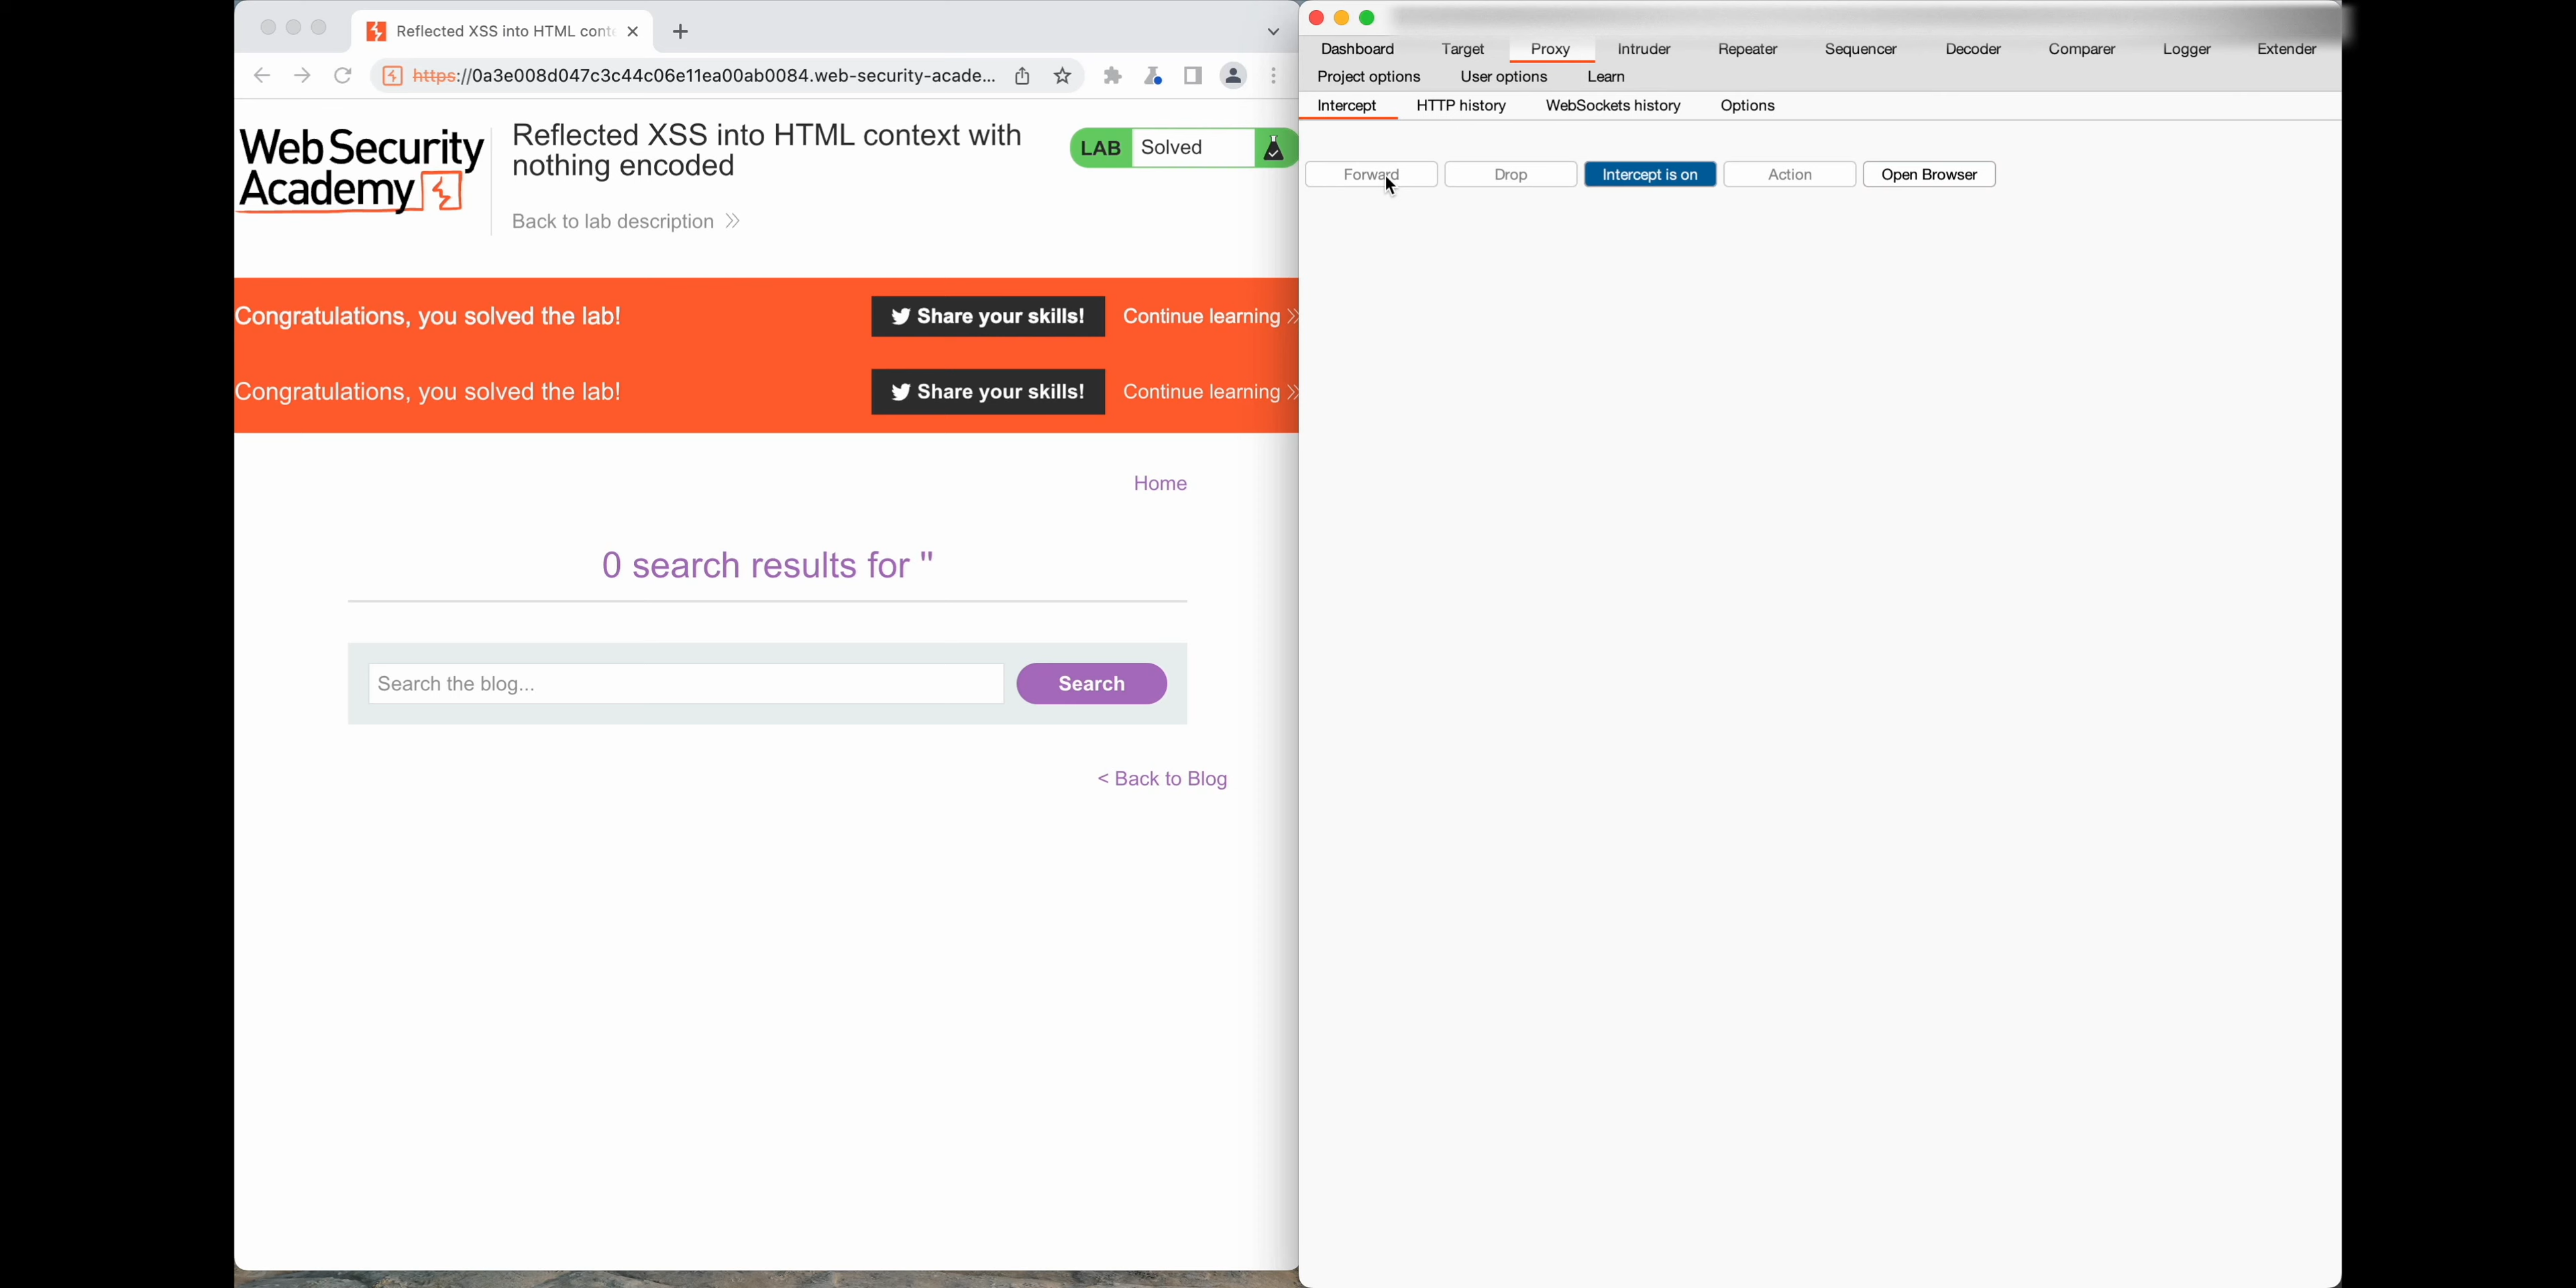 Reflected XSS into HTML cont
https://0a3e008d047c3c44c06e11ea00ab0084.web-security-acade...
Web Security
Academy
Reflected XSS into HTML context with
nothing encoded
Back to lab description
LAB Solved
Congratulations, you solved the lab!
Share your skills!
Continue learning
Congratulations, you solved the lab!
Share your skills!
Continue learning
Home
0 search results for ''
Search the blog...
Search
< Back to Blog
Dashboard Target Proxy Intruder Repeater Sequencer Decoder Comparer Logger Extender
Project options User options Learn
Intercept HTTP history WebSockets history Options
Forward Drop Intercept is on Action Open Browser